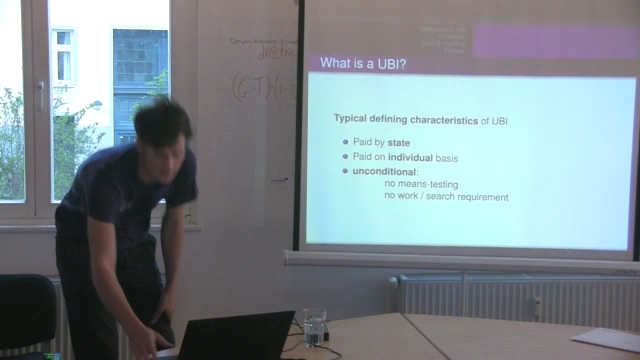 What is a UBI?
Typical defining characteristics of UBI
Paid by state
Paid on individual basis
unconditional:
no means-testing
no work / search requirement